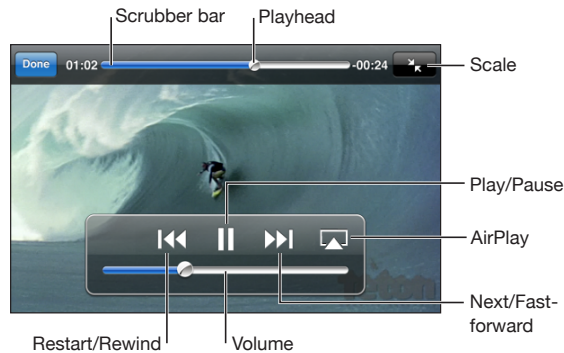 Scrubber bar
Playhead
Done
01:02
-00:24
Scale
Play/Pause
AirPlay
Next/Fast-
forward
Restart/Rewind
Volume